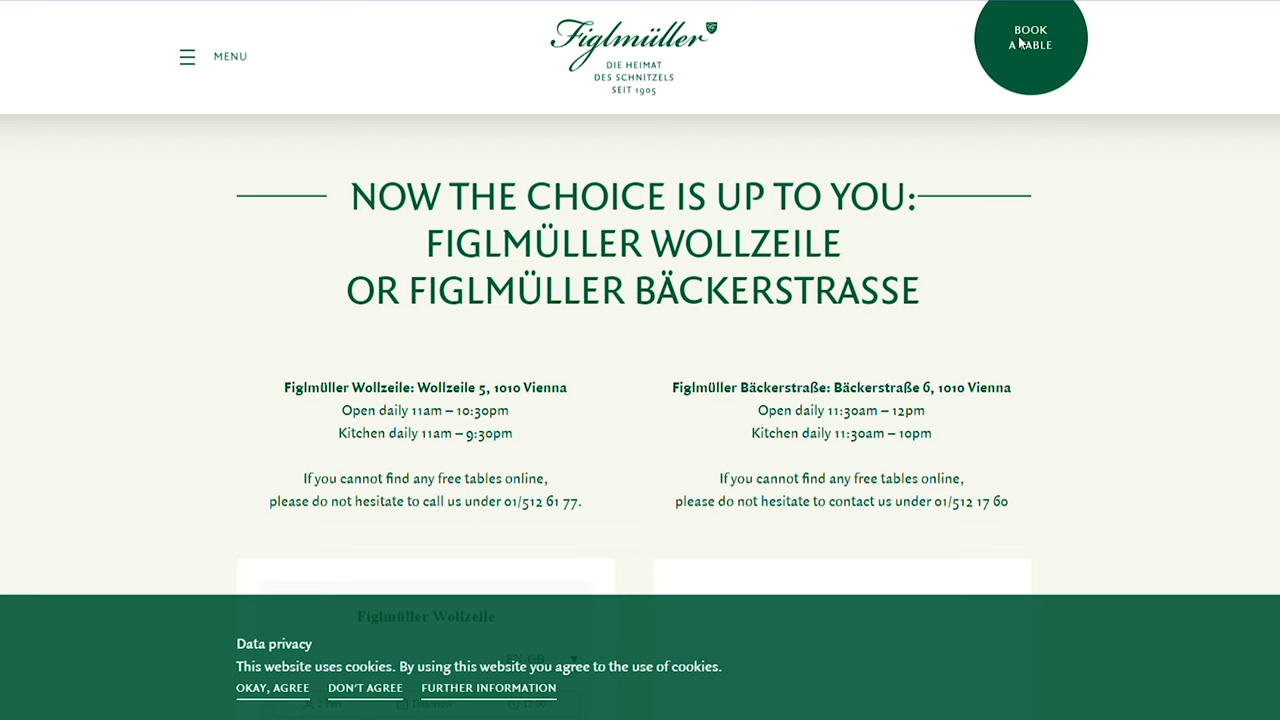 MENU
Figlmüller
DIE HEIMAT
DES SCHNITZELS
SEIT 1905
BOOK
A TABLE
NOW THE CHOICE IS UP TO YOU:
FIGLMÜLLER WOLLZEILE
OR FIGLMÜLLER BÄCKERSTRASSE
Figlmüller Wollzeile: Wollzeile 5, 1010 Vienna
Open daily 11am – 10:30pm
Kitchen daily 11am – 9:30pm
If you cannot find any free tables online,
please do not hesitate to call us under 01/512 61 77.
Figlmüller Bäckerstraße: Bäckerstraße 6, 1010 Vienna
Open daily 11:30am – 12pm
Kitchen daily 11:30am – 10pm
If you cannot find any free tables online,
please do not hesitate to contact us under 01/512 17 60
Figlmüller Wollzeile
Data privacy
This website uses cookies. By using this website you agree to the use of cookies.
OKAY, AGREE DON'T AGREE FURTHER INFORMATION